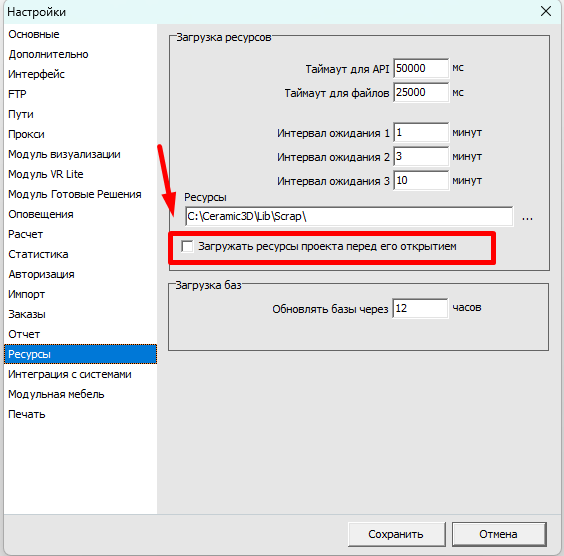 Настройки
Основные
Дополнительно
Интерфейс
FTP
Пути
Прокси
Модуль визуализации
Модуль VR Lite
Модуль Готовые Решения
Оповещения
Расчет
Статистика
Авторизация
Импорт
Заказы
Отчет
Ресурсы
Интеграция с системами
Модульная мебель
Печать
Загрузка ресурсов
Таймаут для API 50000 мс
Таймаут для файлов 25000 мс
Интервал ожидания 1 1 минут
Интервал ожидания 2 3 минут
Интервал ожидания 3 10 минут
Ресурсы
C:\Ceramic3D\Lib\Scrap\ ...
Загружать ресурсы проекта перед его открытием
Загрузка баз
Обновлять базы через 12 часов
Сохранить Отмена